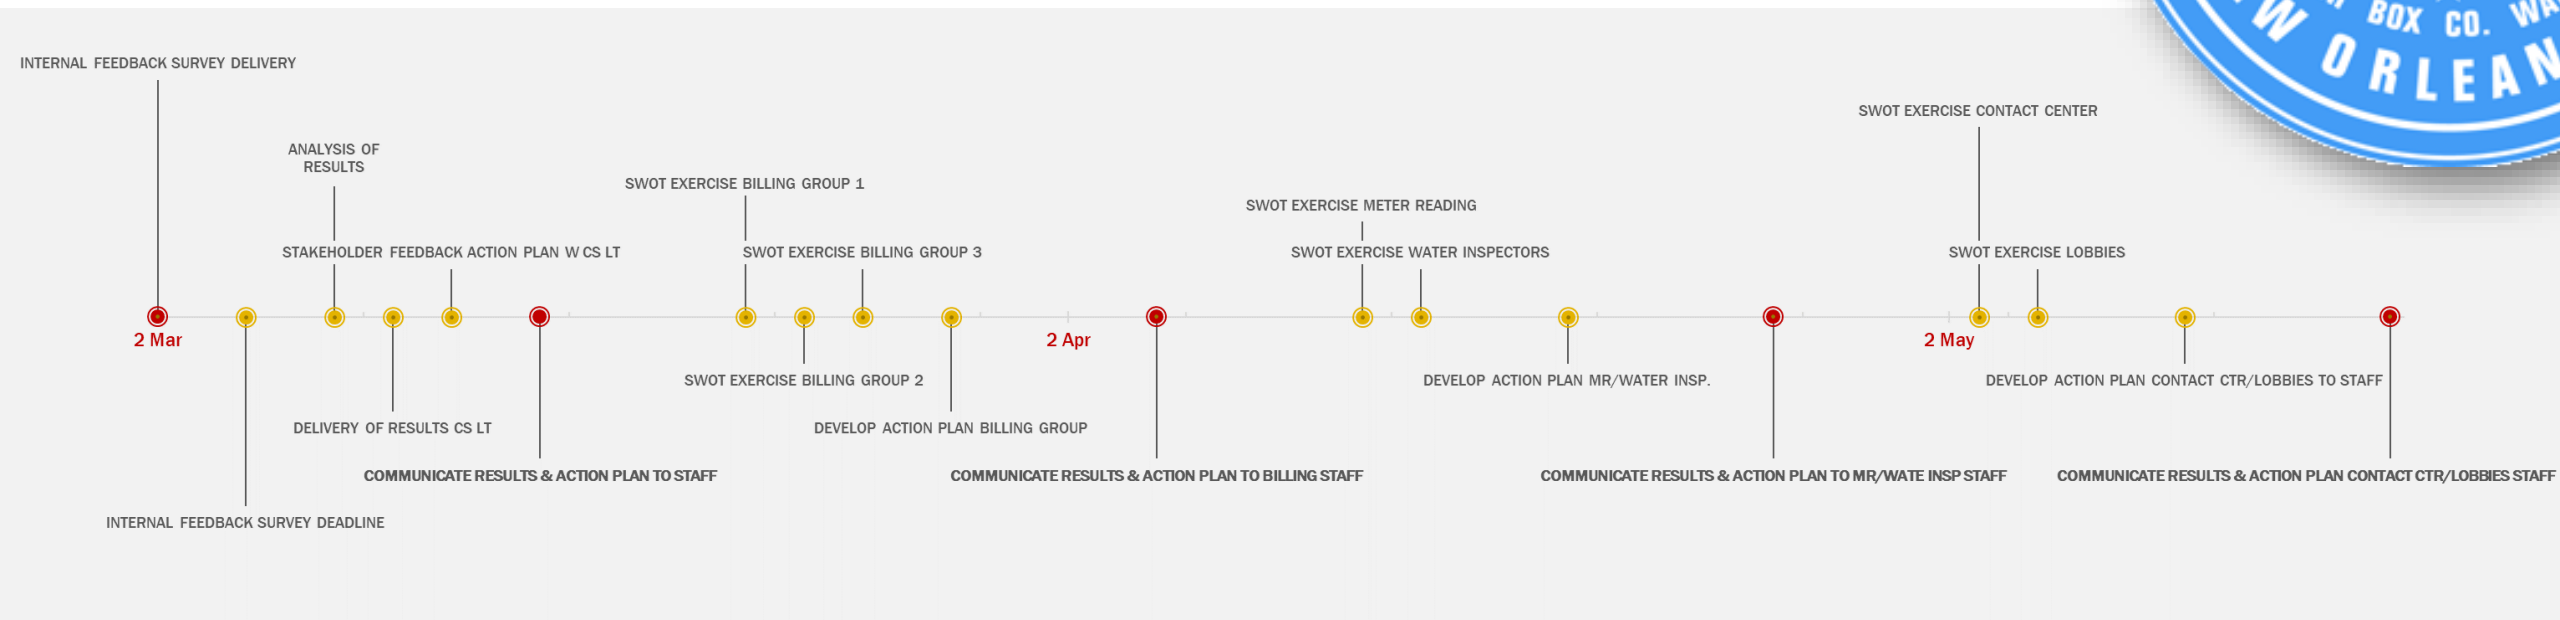 BOX CO.
ORLEAN
INTERNAL FEEDBACK SURVEY DELIVERY
SWOT EXERCISE CONTACT CENTER
ANALYSIS OF
RESULTS
SWOT EXERCISE BILLING GROUP 1
SWOT EXERCISE METER READING
STAKEHOLDER FEEDBACK ACTION PLAN W CS LT
SWOT EXERCISE BILLING GROUP 3
SWOT EXERCISE WATER INSPECTORS
SWOT EXERCISE LOBBIES
2 Mar
2 Apr
2 May
SWOT EXERCISE BILLING GROUP 2
DEVELOP ACTION PLAN MR/WATER INSP.
DEVELOP ACTION PLAN CONTACT CTR/LOBBIES TO STAFF
DELIVERY OF RESULTS CS LT
DEVELOP ACTION PLAN BILLING GROUP
COMMUNICATE RESULTS & ACTION PLAN TO STAFF
COMMUNICATE RESULTS & ACTION PLAN TO BILLING STAFF
COMMUNICATE RESULTS & ACTION PLAN TO MR/WATE INSP STAFF
COMMUNICATE RESULTS & ACTION PLAN CONTACT CTR/LOBBIES STAFF
INTERNAL FEEDBACK SURVEY DEADLINE